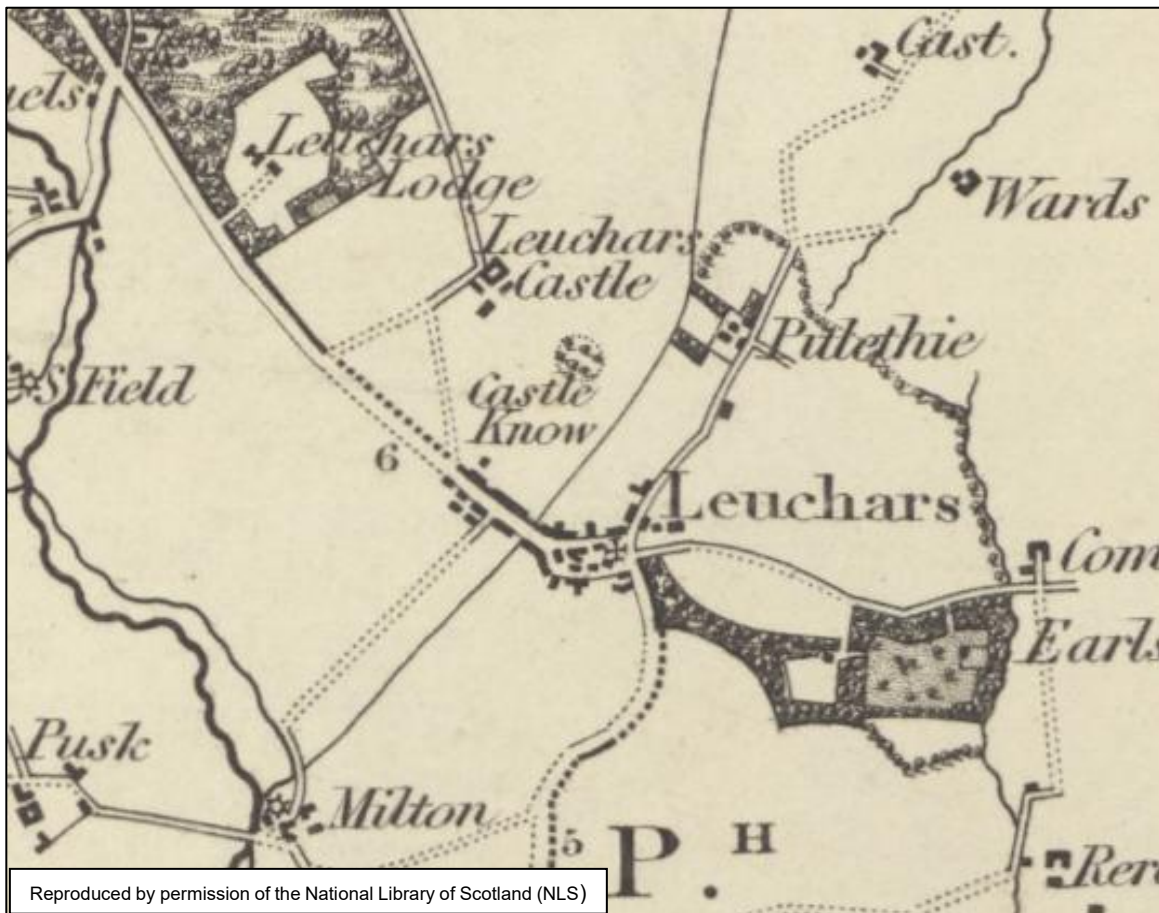 Cast.
Leuchars
Lodge
Wards
Leuchars
Castle
Pitlethie
S. Field
Castle
Know
6
Leuchars
Earls
Pusk
Milton
5
P. H
Reproduced by permission of the National Library of Scotland (NLS)